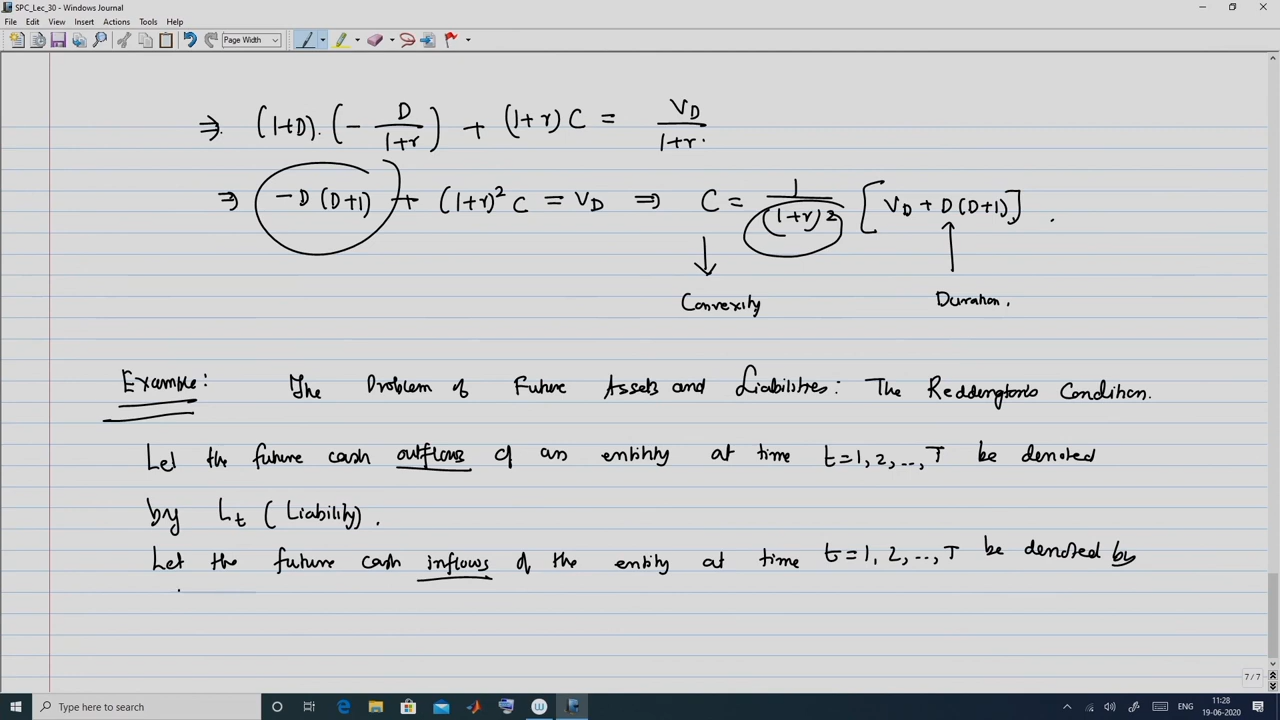 SPC_Lec_30 - Windows Journal
File Edit View Insert Actions Tools Help
Page Width
⇒ (1+D).(- D/(1+r)) + (1+r)C = V_D/(1+r).
⇒ -D(D+1) + (1+r)² C = V_D ⇒ C = 1/(1+r)² [V_D + D(D+1)].
Convexity Duration.
Example: The Problem of Future Assets and Liabilities: The Reddington's Condition.
Let the future cash outflows of an entity at time t=1, 2, ..., T be denoted
by L_t (Liability).
Let the future cash inflows of the entity at time t=1, 2, ..., T be denoted by
7/7
Type here to search
ENG
11:28
19-06-2020